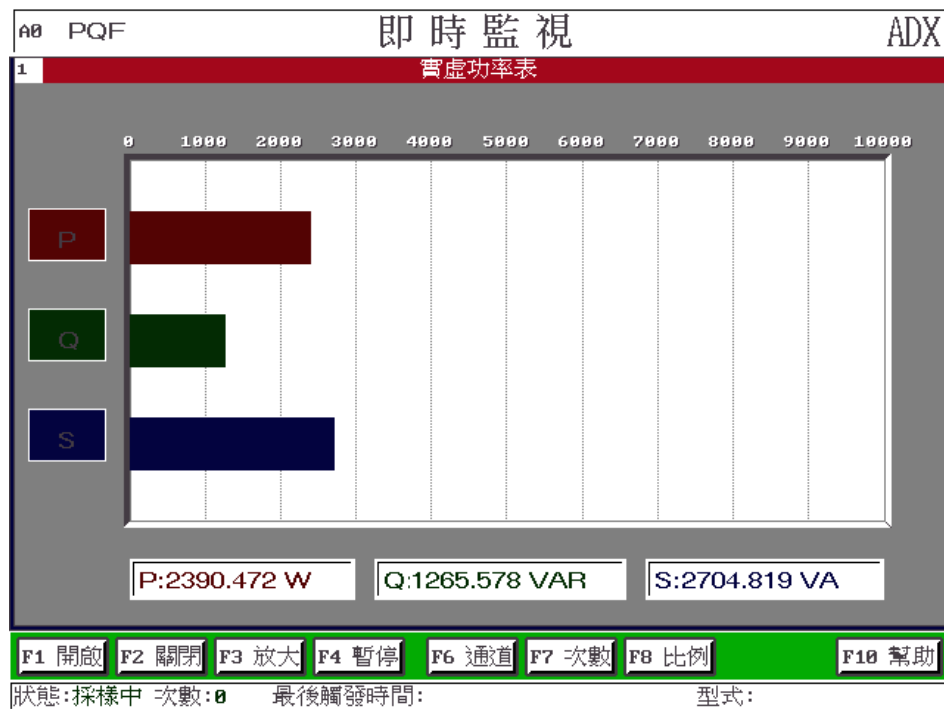 A0 PQF 即時監視 ADX
1 實虛功率表
0 1000 2000 3000 4000 5000 6000 7000 8000 9000 10000
P
Q
S
P:2390.472 W Q:1265.578 VAR S:2704.819 VA
F1 開啟 F2 關閉 F3 放大 F4 暫停 F6 通道 F7 次數 F8 比例 F10 幫助
狀態:採樣中 次數:0 最後觸發時間: 型式: